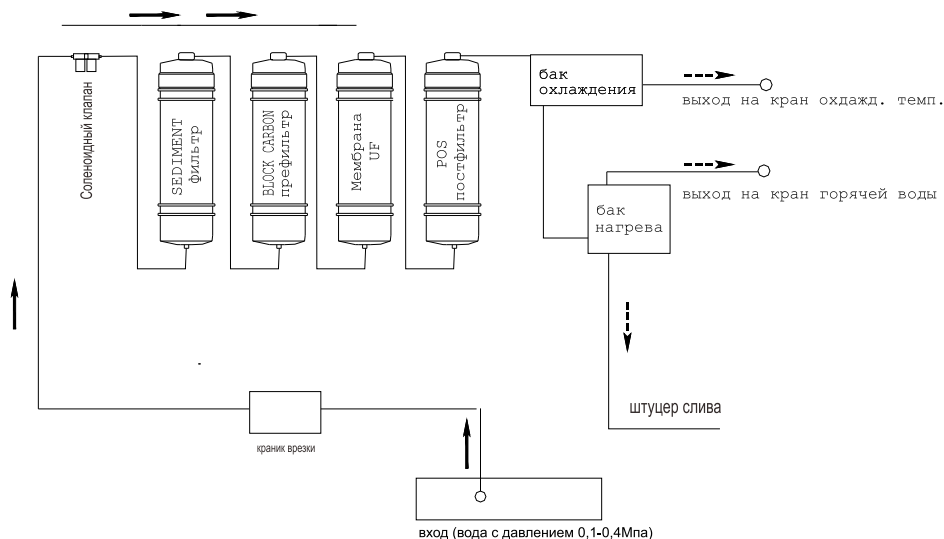 Соленоидный клапан
SEDIMENT
фильтр
BLOCK CARBON
префильтр
Мембрана
UF
POS
постфильтр
бак
охлаждения
выход на кран охдажд. темп.
выход на кран горячей воды
бак
нагрева
штуцер слива
краник врезки
вход (вода с давлением 0,1-0,4Мпа)